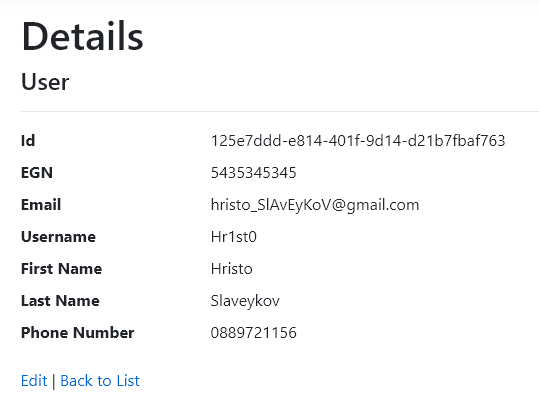 Details
User
Id 125e7ddd-e814-401f-9d14-d21b7fbaf763
EGN 5435345345
Email hristo_SlAvEyKoV@gmail.com
Username Hr1st0
First Name Hristo
Last Name Slaveykov
Phone Number 0889721156
Edit | Back to List